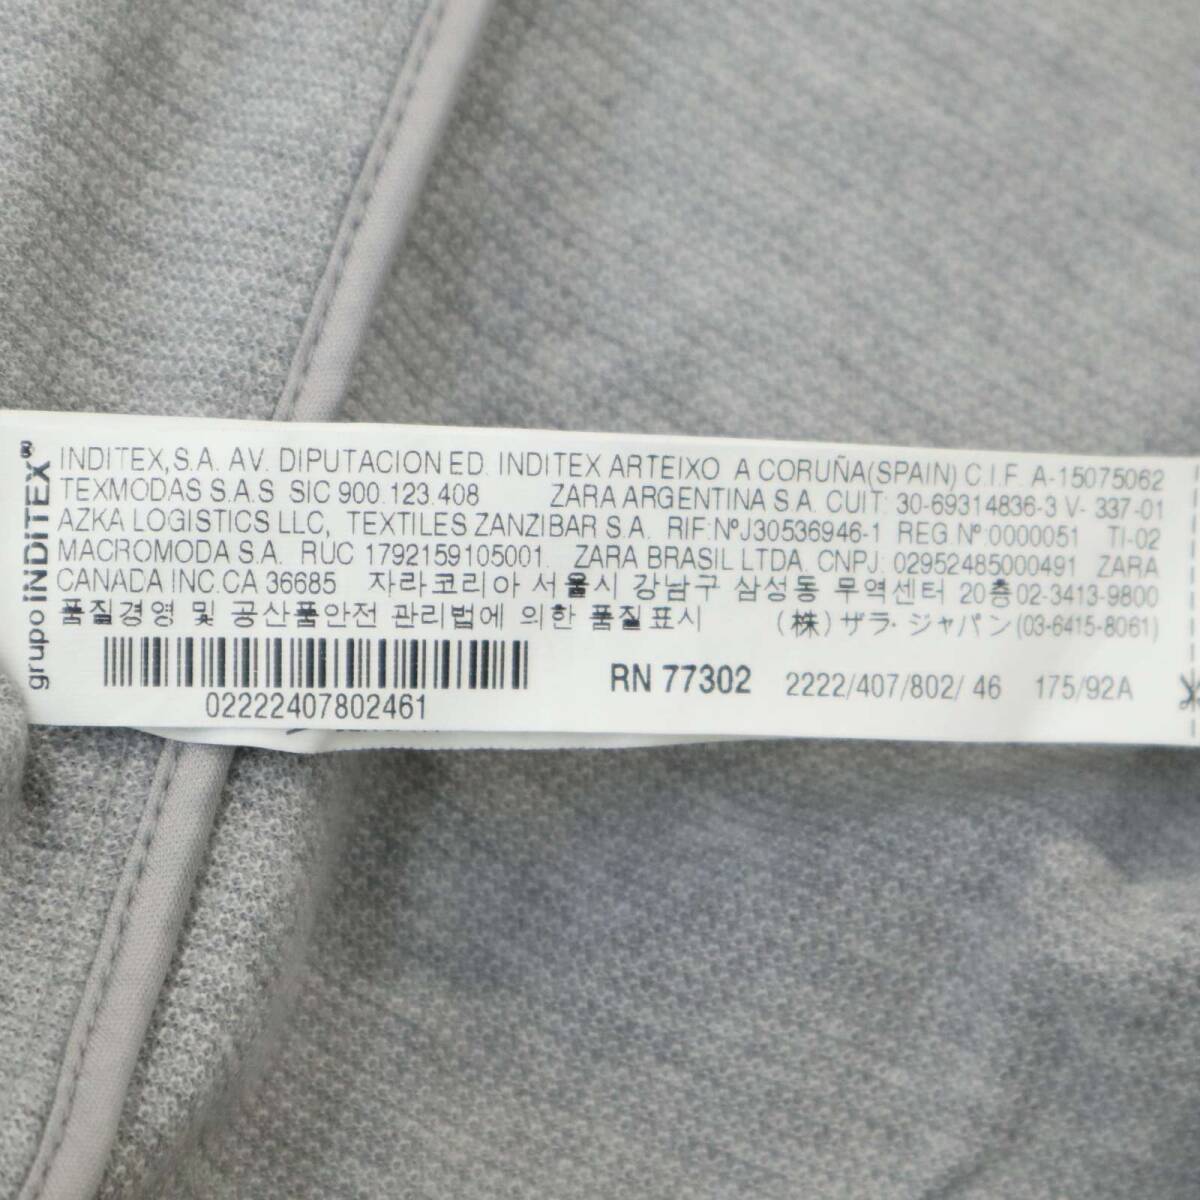 grupo INDITEX®
INDITEX,S.A. AV. DIPUTACION ED. INDITEX ARTEIXO A CORUÑA(SPAIN) C.I.F. A-15075062
TEXMODAS S.A.S SIC 900.123.408 ZARA ARGENTINA S.A. CUIT: 30-69314836-3 V- 337-01
AZKA LOGISTICS LLC, TEXTILES ZANZIBAR S.A. RIF:NºJ30536946-1 REG Nº:0000051 TI-02
MACROMODA S.A. RUC 1792159105001. ZARA BRASIL LTDA. CNPJ: 02952485000491 ZARA
CANADA INC.CA 36685 자라코리아 서울시 강남구 삼성동 무역센터 20층 02-3413-9800
품질경영 및 공산품안전 관리법에 의한 품질표시 (株)ザラ・ジャパン(03-6415-8061)
RN 77302 2222/407/802/ 46 175/92A
02222407802461